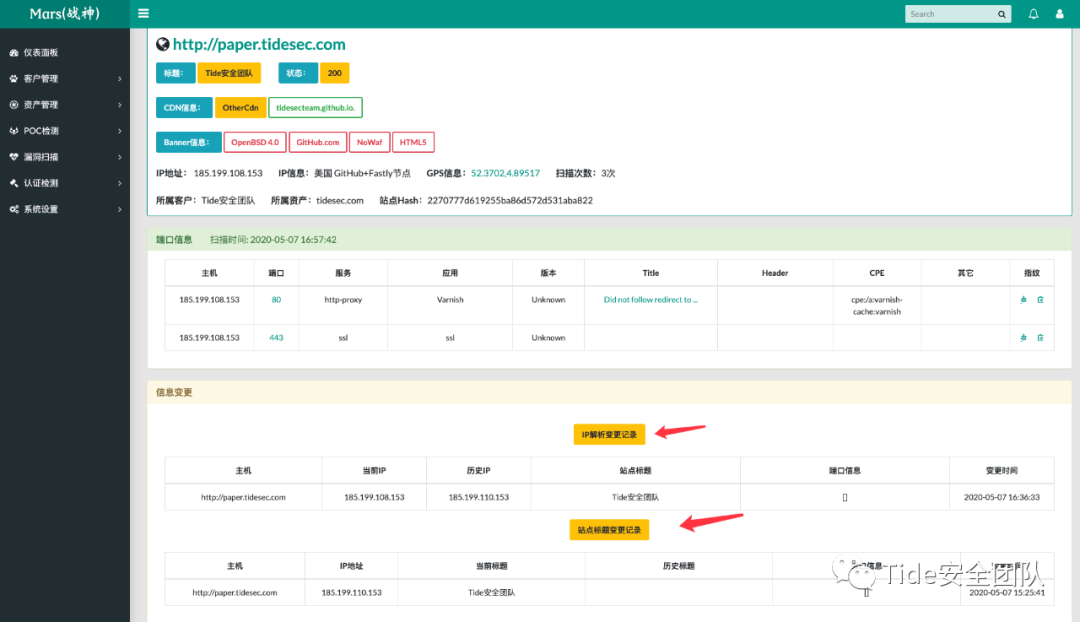 Mars(战神)
Search
仪表面板
客户管理
资产管理
POC检测
漏洞扫描
认证检测
系统设置
http://paper.tidesec.com
标题： Tide安全团队 状态： 200
CDN信息： OtherCdn tidesecteam.github.io.
Banner信息： OpenBSD 4.0 GitHub.com NoWaf HTML5
IP地址： 185.199.108.153 IP信息：美国 GitHub+Fastly节点 GPS信息：52.3702,4.89517 扫描次数：3次
所属客户：Tide安全团队 所属资产：tidesec.com 站点Hash：2270777d619255ba86d572d531aba822
端口信息 扫描时间: 2020-05-07 16:57:42
主机 端口 服务 应用 版本 Title Header CPE 其它 指纹
185.199.108.153 80 http-proxy Varnish Unknown Did not follow redirect to ... cpe:/a:varnish-
cache:varnish
185.199.108.153 443 ssl ssl Unknown
信息变更
IP解析变更记录
主机 当前IP 历史IP 站点标题 端口信息 变更时间
http://paper.tidesec.com 185.199.108.153 185.199.110.153 Tide安全团队 [] 2020-05-07 16:36:33
站点标题变更记录
主机 IP地址 当前标题 历史标题 信息
http://paper.tidesec.com 185.199.110.153 Tide安全团队 [] 2020-05-07 15:25:41
Tide安全团队